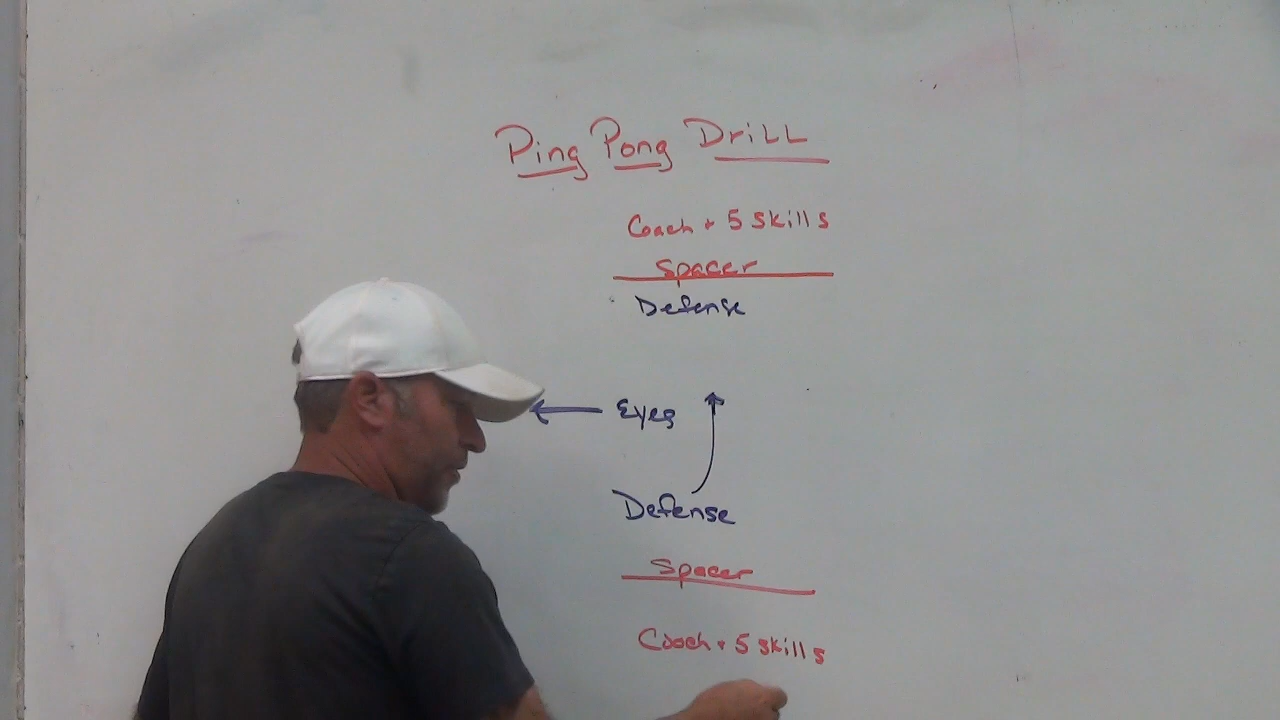 Ping Pong Drill
Coach + 5 skills
Spacer
Defense
Eyes
Defense
Spacer
Coach + 5 skills